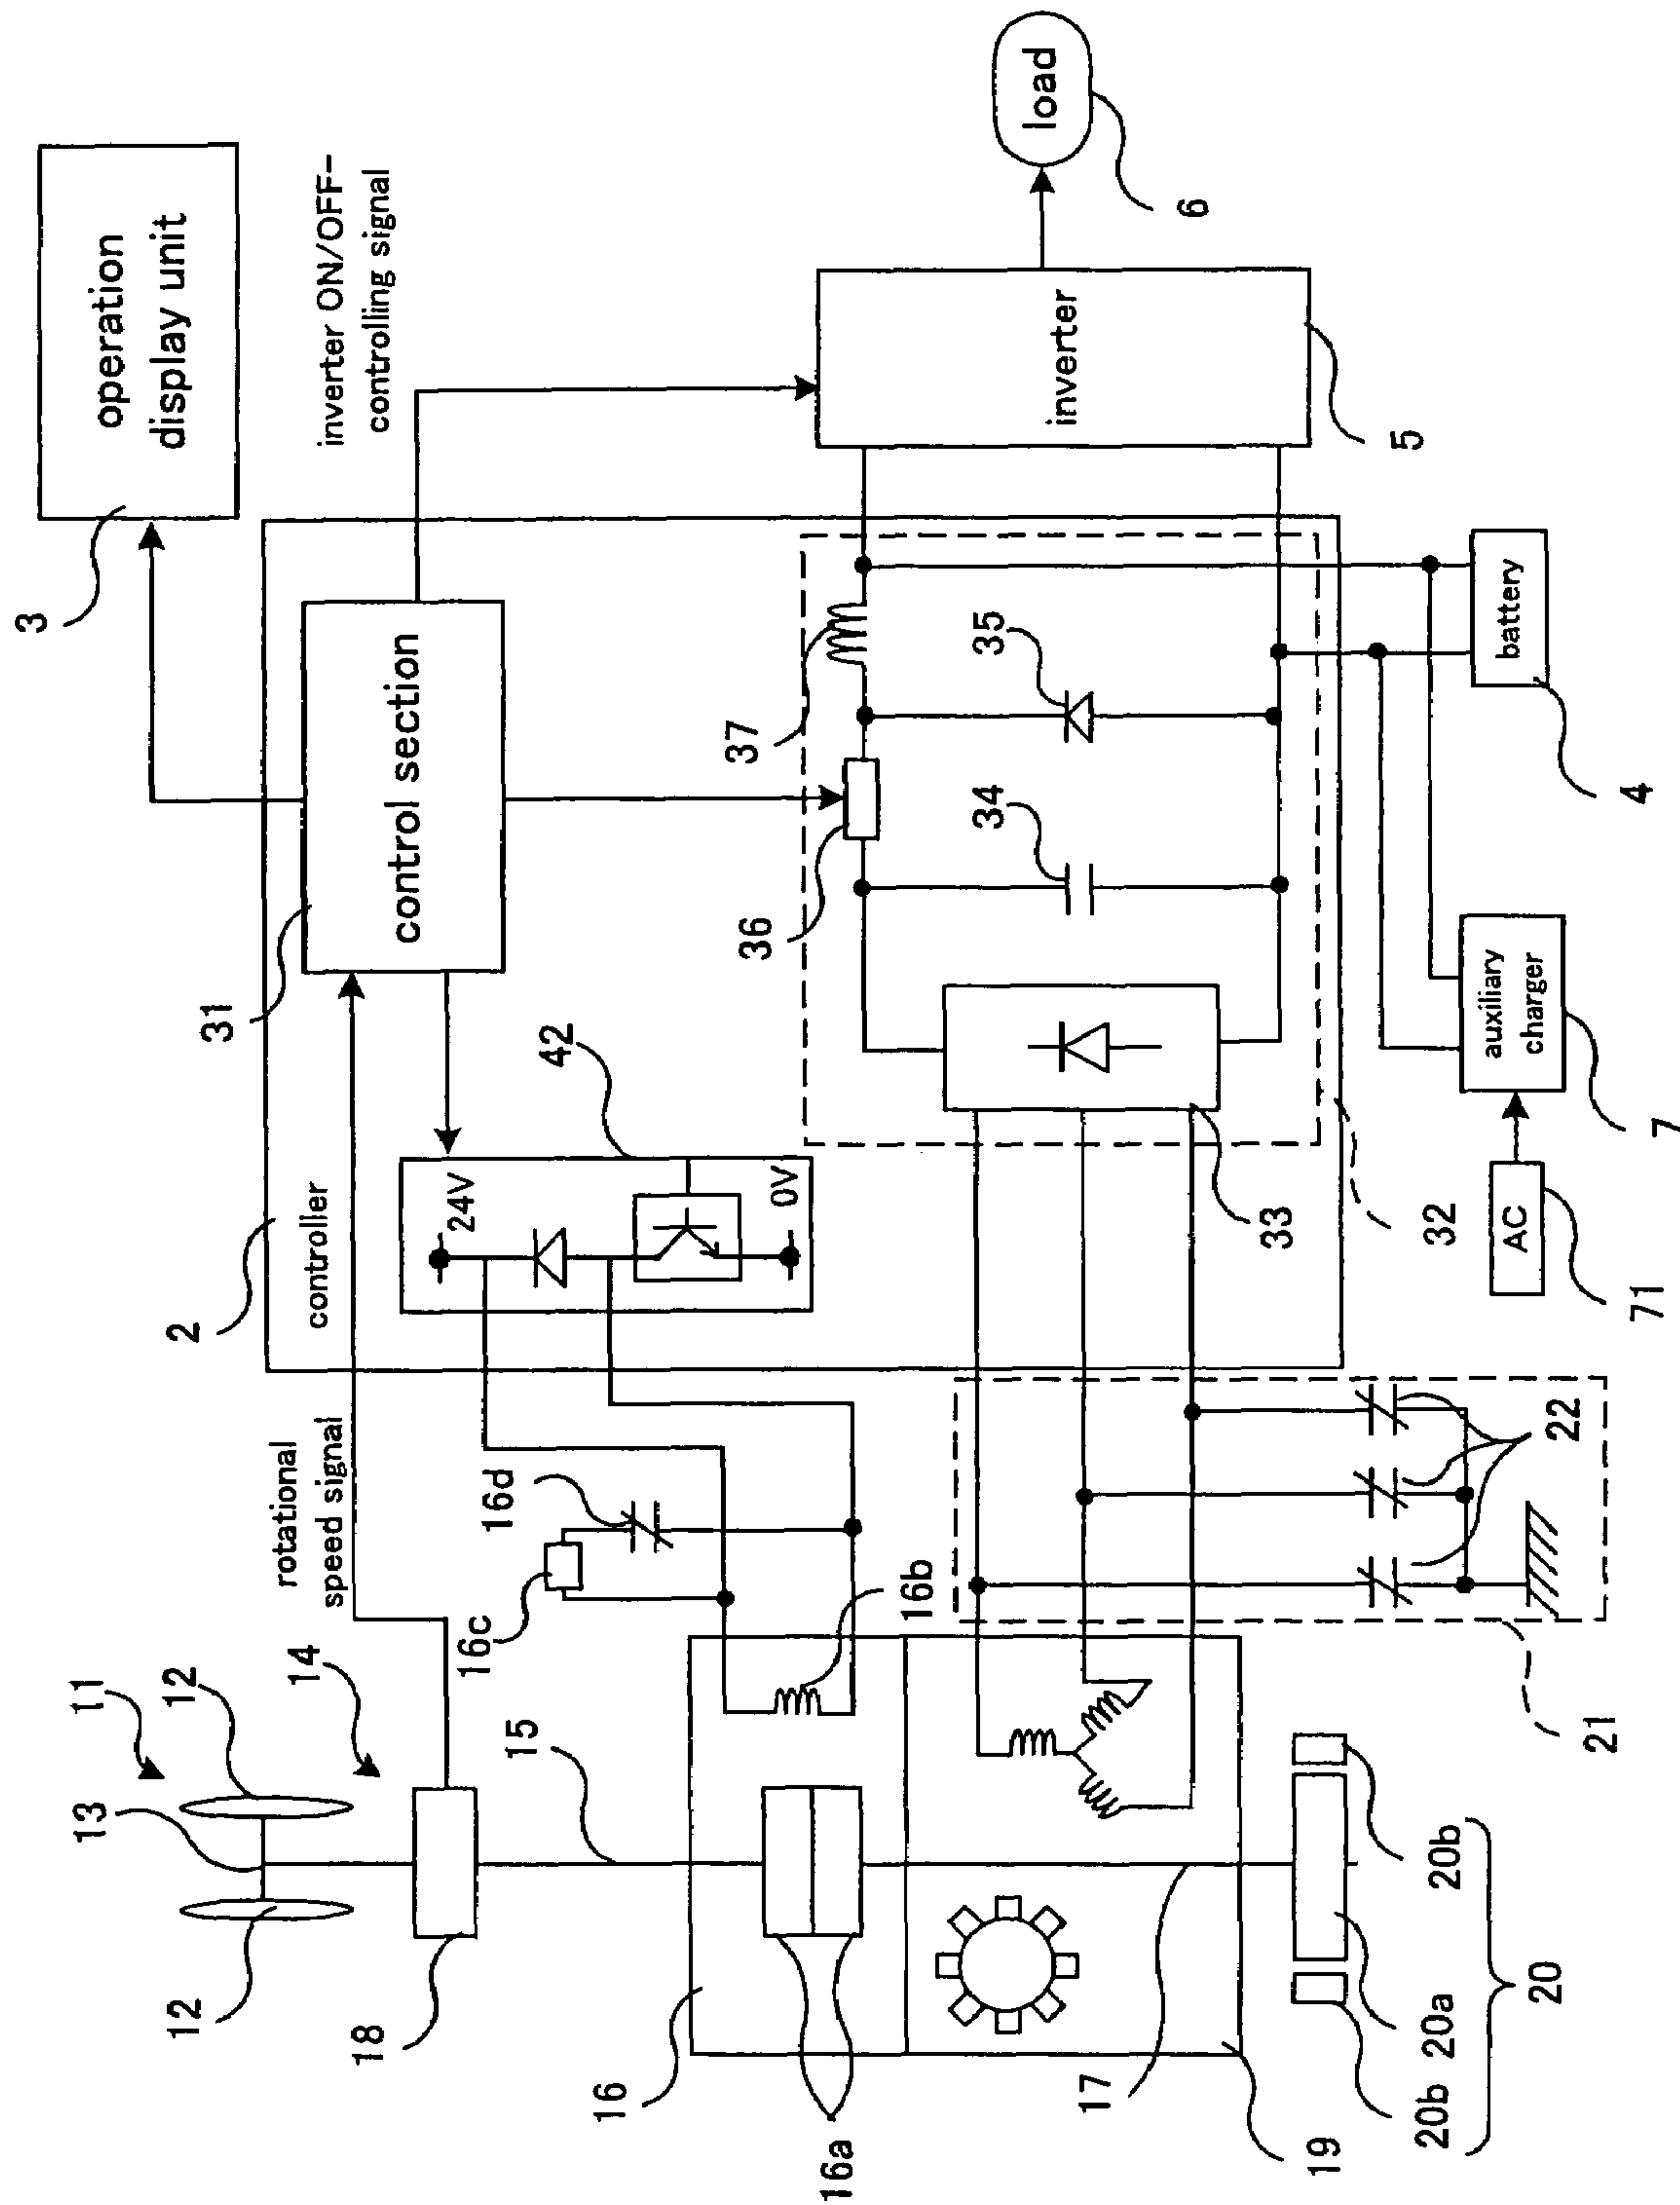 3
operation
display unit
inverter ON/OFF-
controlling signal
load
6
inverter
5
31
control section
2
controller
42
24V
0V
37
35
36
34
33
32
battery
4
auxiliary
charger
7
AC
71
rotational
speed signal
16d
16c
16b
22
21
11
12
13
12
14
18
15
16
16a
17
19
20b
20a
20b
20